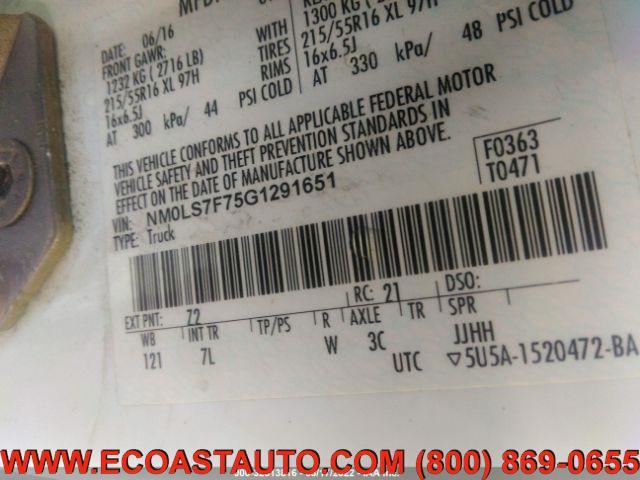 MFD.
DATE: 06/16
FRONT GAWR:
1232 KG ( 2716 LB)
215/55R16 XL 97H TIRES
16x6.5J RIMS
AT 300 kPa/ 44 PSI COLD
1300 KG
215/55R16 XL 97H
16x6.5J
AT 330 kPa/ 48 PSI COLD
THIS VEHICLE CONFORMS TO ALL APPLICABLE FEDERAL MOTOR
VEHICLE SAFETY AND THEFT PREVENTION STANDARDS IN
EFFECT ON THE DATE OF MANUFACTURE SHOWN ABOVE.
VIN: NM0LS7F75G1291651
TYPE: Truck
F0363
T0471
EXT PNT: Z2 RC: 21 DSO:
WB INT TR TP/PS R AXLE TR SPR
121 7L W 3C JJHH
UTC ▽5U5A-1520472-BA
WWW.ECOASTAUTO.COM (800) 869-0655